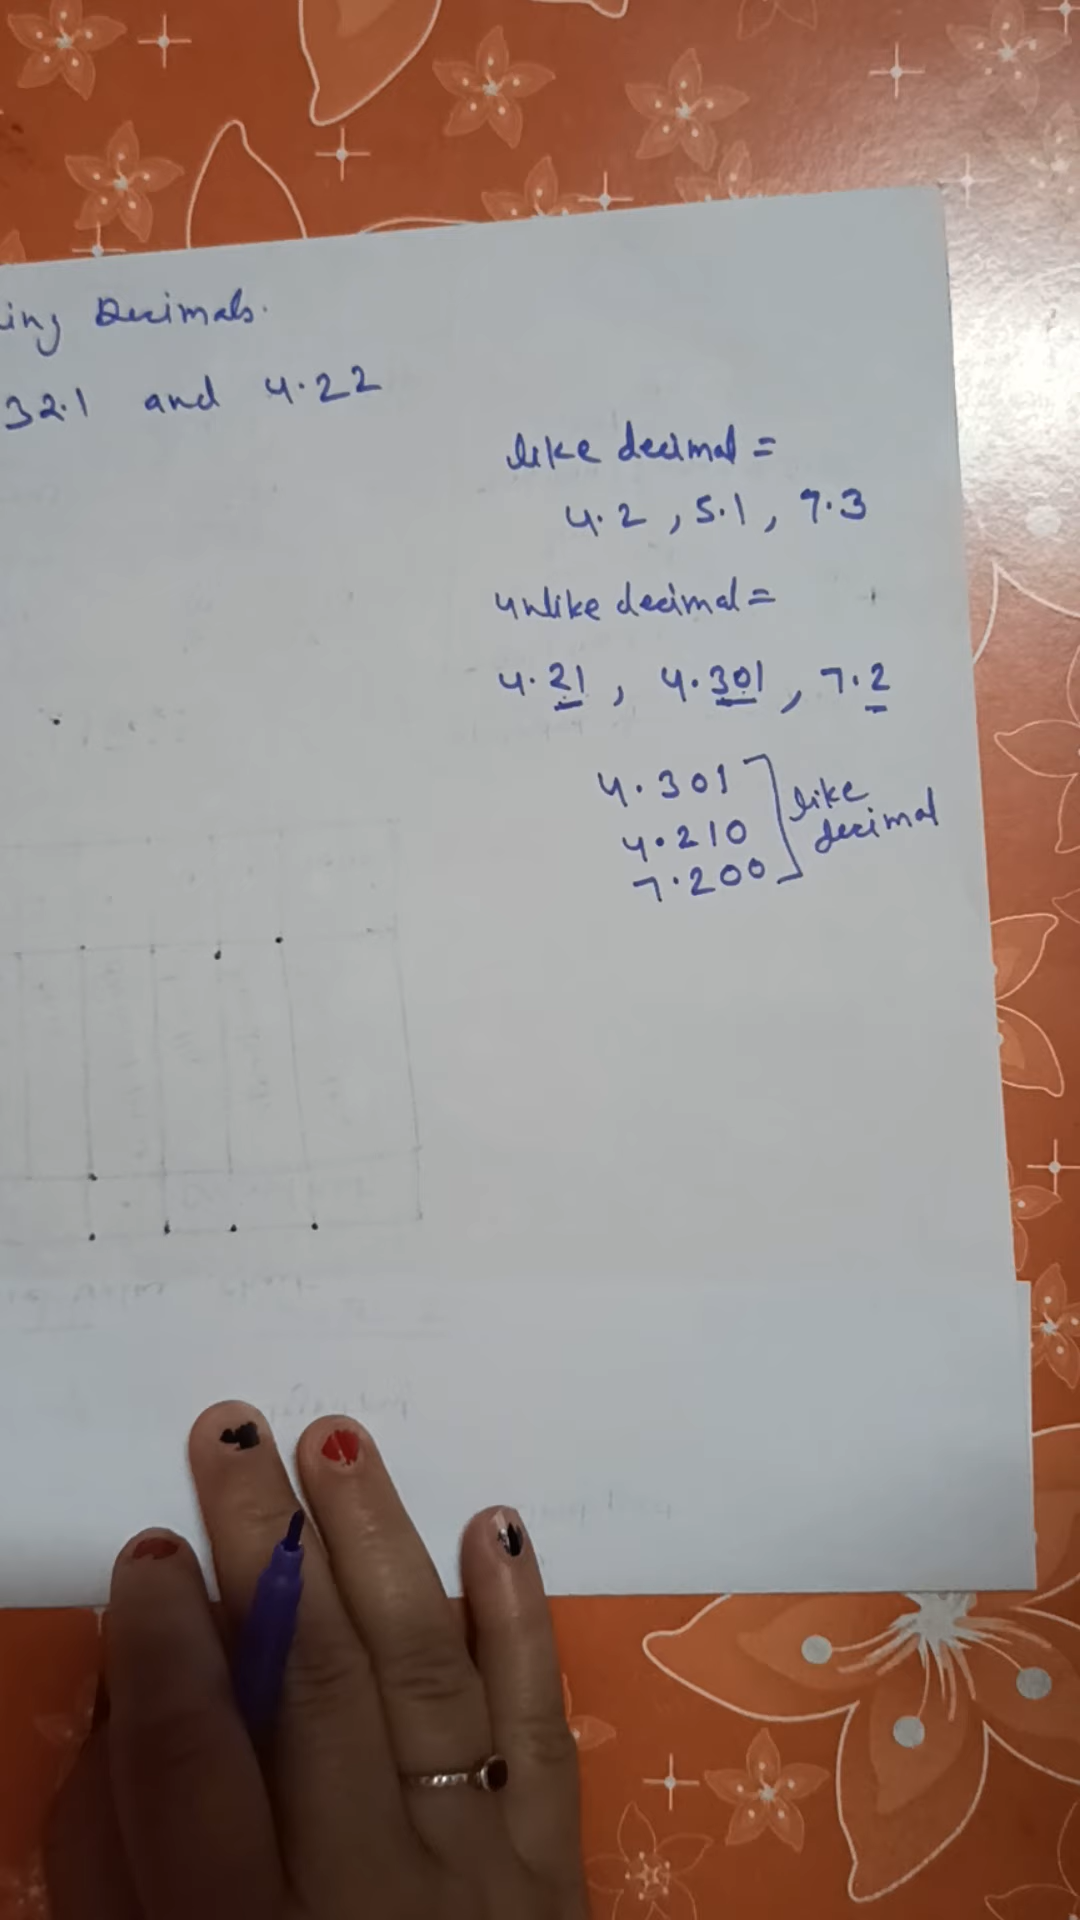 ing Decimals.
32.1 and 4.22
like decimal =
4.2, 5.1, 7.3
unlike decimal =
4.21, 4.301, 7.2
4.301
4.210
7.200
like
decimal